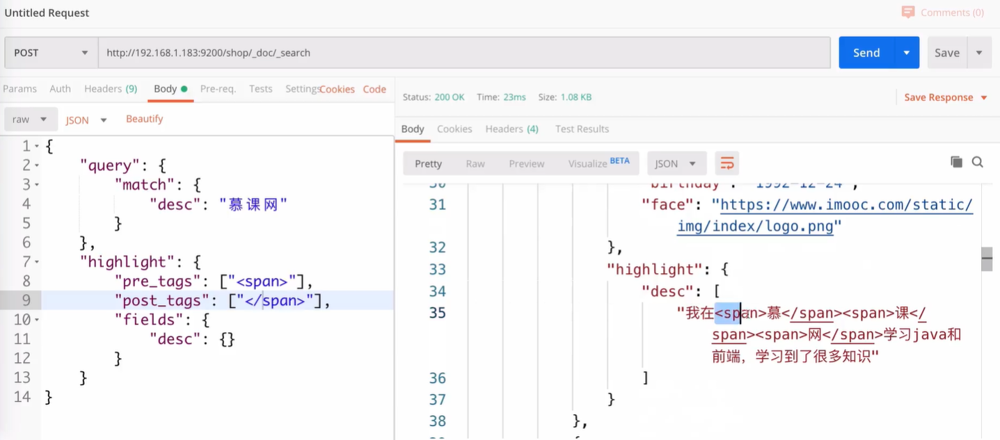 Untitled Request
Comments (0)
POST
http://192.168.1.183:9200/shop/_doc/_search
Send
Save
Params Auth Headers (9) Body Pre-req. Tests Settings Cookies Code
raw JSON Beautify
1 {
2 "query": {
3 "match": {
4 "desc": "慕课网"
5 }
6 },
7 "highlight": {
8 "pre_tags": ["<span>"],
9 "post_tags": ["</span>"],
10 "fields": {
11 "desc": {}
12 }
13 }
14 }
Status: 200 OK Time: 23ms Size: 1.08 KB
Save Response
Body Cookies Headers (4) Test Results
Pretty Raw Preview Visualize BETA JSON
30 "birthday": "1992-12-24",
31 "face": "https://www.imooc.com/static/
img/index/logo.png"
32 },
33 "highlight": {
34 "desc": [
35 "我在<span>慕</span><span>课</
span><span>网</span>学习java和
前端，学习到了很多知识"
36 ]
37 }
38 },